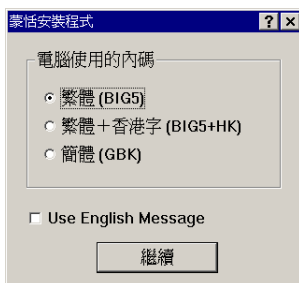 蒙恬安裝程式
電腦使用的內碼
繁體 (BIG5)
繁體＋香港字 (BIG5+HK)
簡體 (GBK)
Use English Message
繼續